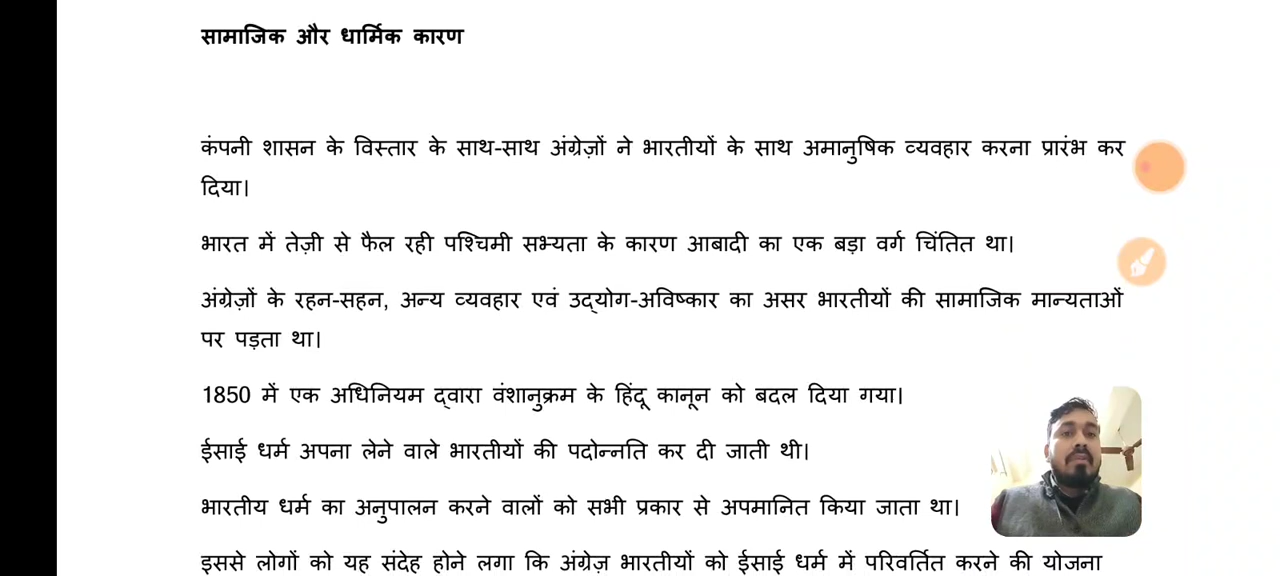 सामाजिक और धार्मिक कारण
कंपनी शासन के विस्तार के साथ-साथ अंग्रेज़ों ने भारतीयों के साथ अमानुषिक व्यवहार करना प्रारंभ कर
दिया।
भारत में तेज़ी से फैल रही पश्चिमी सभ्यता के कारण आबादी का एक बड़ा वर्ग चिंतित था।
अंग्रेज़ों के रहन-सहन, अन्य व्यवहार एवं उद्योग-अविष्कार का असर भारतीयों की सामाजिक मान्यताओं
पर पड़ता था।
1850 में एक अधिनियम द्वारा वंशानुक्रम के हिंदू कानून को बदल दिया गया।
ईसाई धर्म अपना लेने वाले भारतीयों की पदोन्नति कर दी जाती थी।
भारतीय धर्म का अनुपालन करने वालों को सभी प्रकार से अपमानित किया जाता था।
इससे लोगों को यह संदेह होने लगा कि अंग्रेज़ भारतीयों को ईसाई धर्म में परिवर्तित करने की योजना